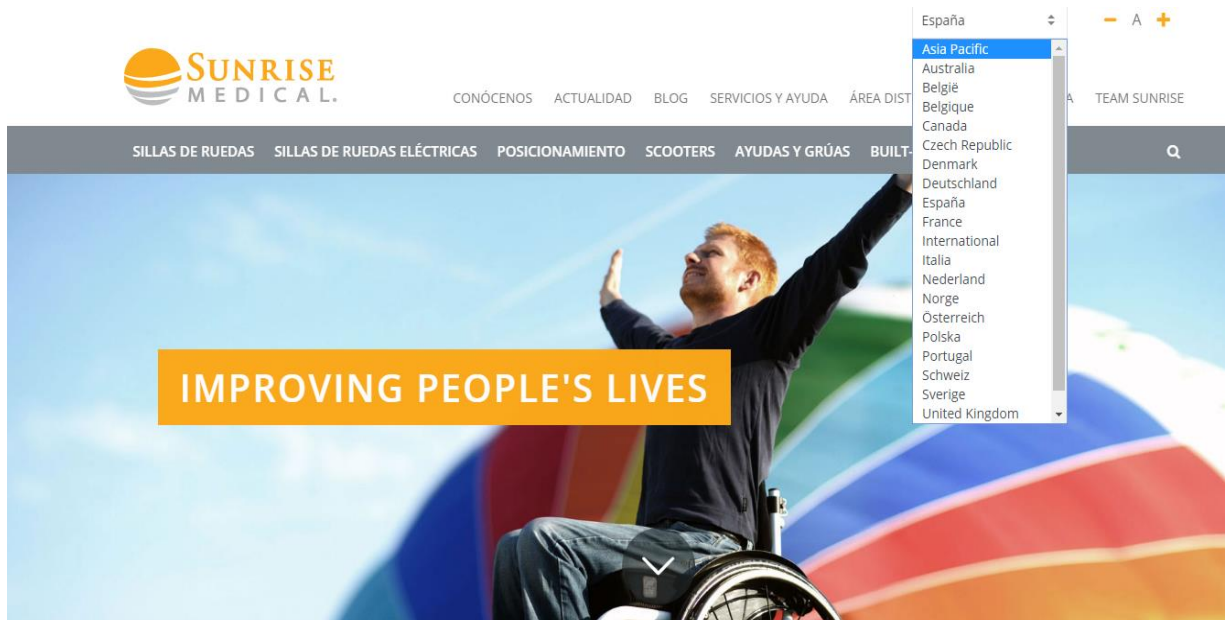 España
− A +
SUNRISE
MEDICAL.
CONÓCENOS ACTUALIDAD BLOG SERVICIOS Y AYUDA ÁREA TEAM SUNRISE
SILLAS DE RUEDAS SILLAS DE RUEDAS ELÉCTRICAS POSICIONAMIENTO SCOOTERS AYUDAS Y GRÚAS
Asia Pacific
Australia
België
Belgique
Canada
Czech Republic
Denmark
Deutschland
España
France
International
Italia
Nederland
Norge
Österreich
Polska
Portugal
Schweiz
Sverige
United Kingdom
IMPROVING PEOPLE'S LIVES